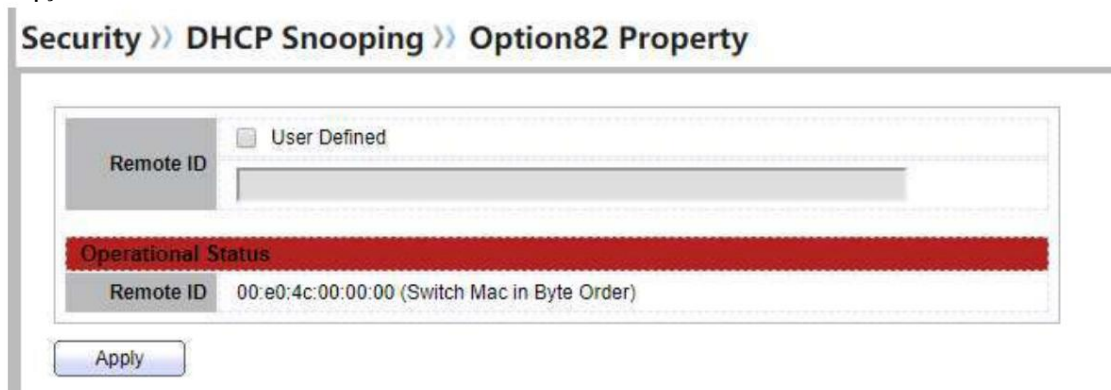 Security 》 DHCP Snooping 》 Option82 Property
User Defined
Remote ID
Operational Status
Remote ID 00:e0:4c:00:00:00 (Switch Mac in Byte Order)
Apply